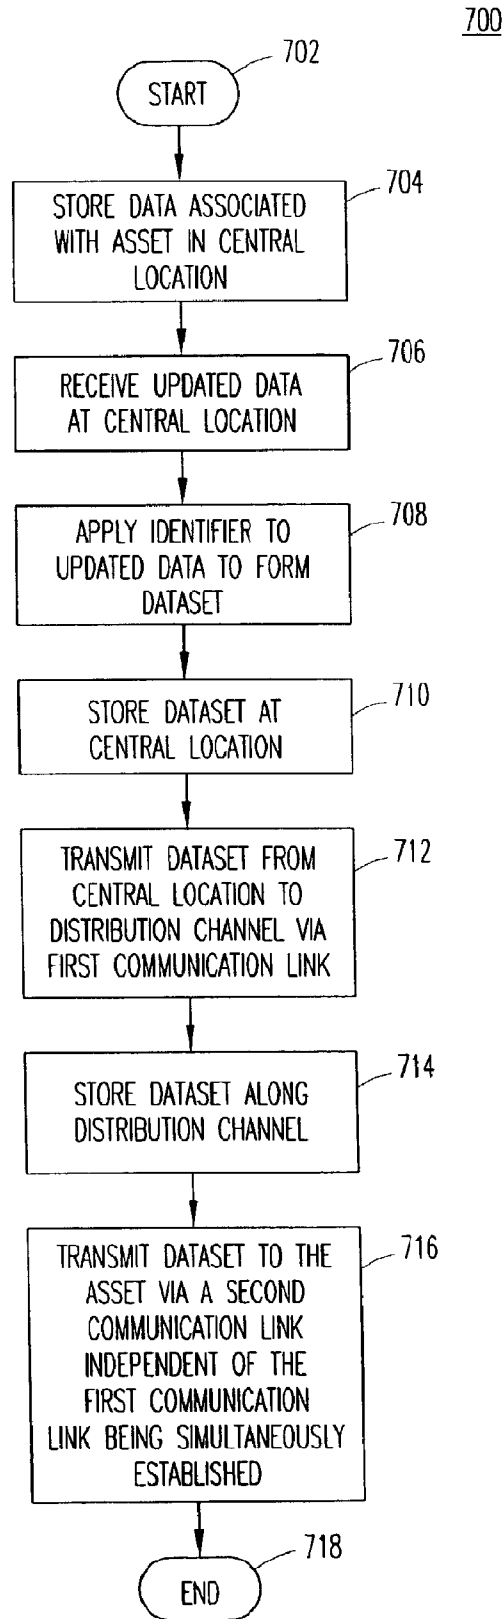 700
702
START
704
STORE DATA ASSOCIATED
WITH ASSET IN CENTRAL
LOCATION
706
RECEIVE UPDATED DATA
AT CENTRAL LOCATION
708
APPLY IDENTIFIER TO
UPDATED DATA TO FORM
DATASET
710
STORE DATASET AT
CENTRAL LOCATION
712
TRANSMIT DATASET FROM
CENTRAL LOCATION TO
DISTRIBUTION CHANNEL VIA
FIRST COMMUNICATION LINK
714
STORE DATASET ALONG
DISTRIBUTION CHANNEL
716
TRANSMIT DATASET TO THE
ASSET VIA A SECOND
COMMUNICATION LINK
INDEPENDENT OF THE
FIRST COMMUNICATION
LINK BEING SIMULTANEOUSLY
ESTABLISHED
718
END